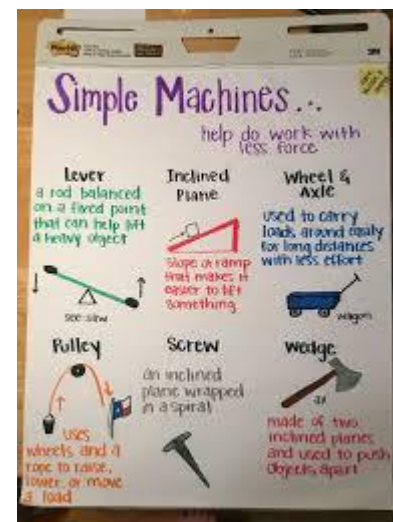 Post-it
3M
Simple Machines...
help do work with
less force
Lever
a rod balanced
on a fixed point
that can help lift
a heavy object
see-saw
Inclined
Plane
slope or ramp
that makes it
easier to lift
something
Wheel &
Axle
used to carry
loads around easily
for long distances
with less effort
wagon
Pulley
uses
wheels and a
rope to raise,
lower, or move
a load
Screw
an inclined
plane wrapped
in a spiral
Wedge
ax
made of two
inclined planes
and used to push
objects apart